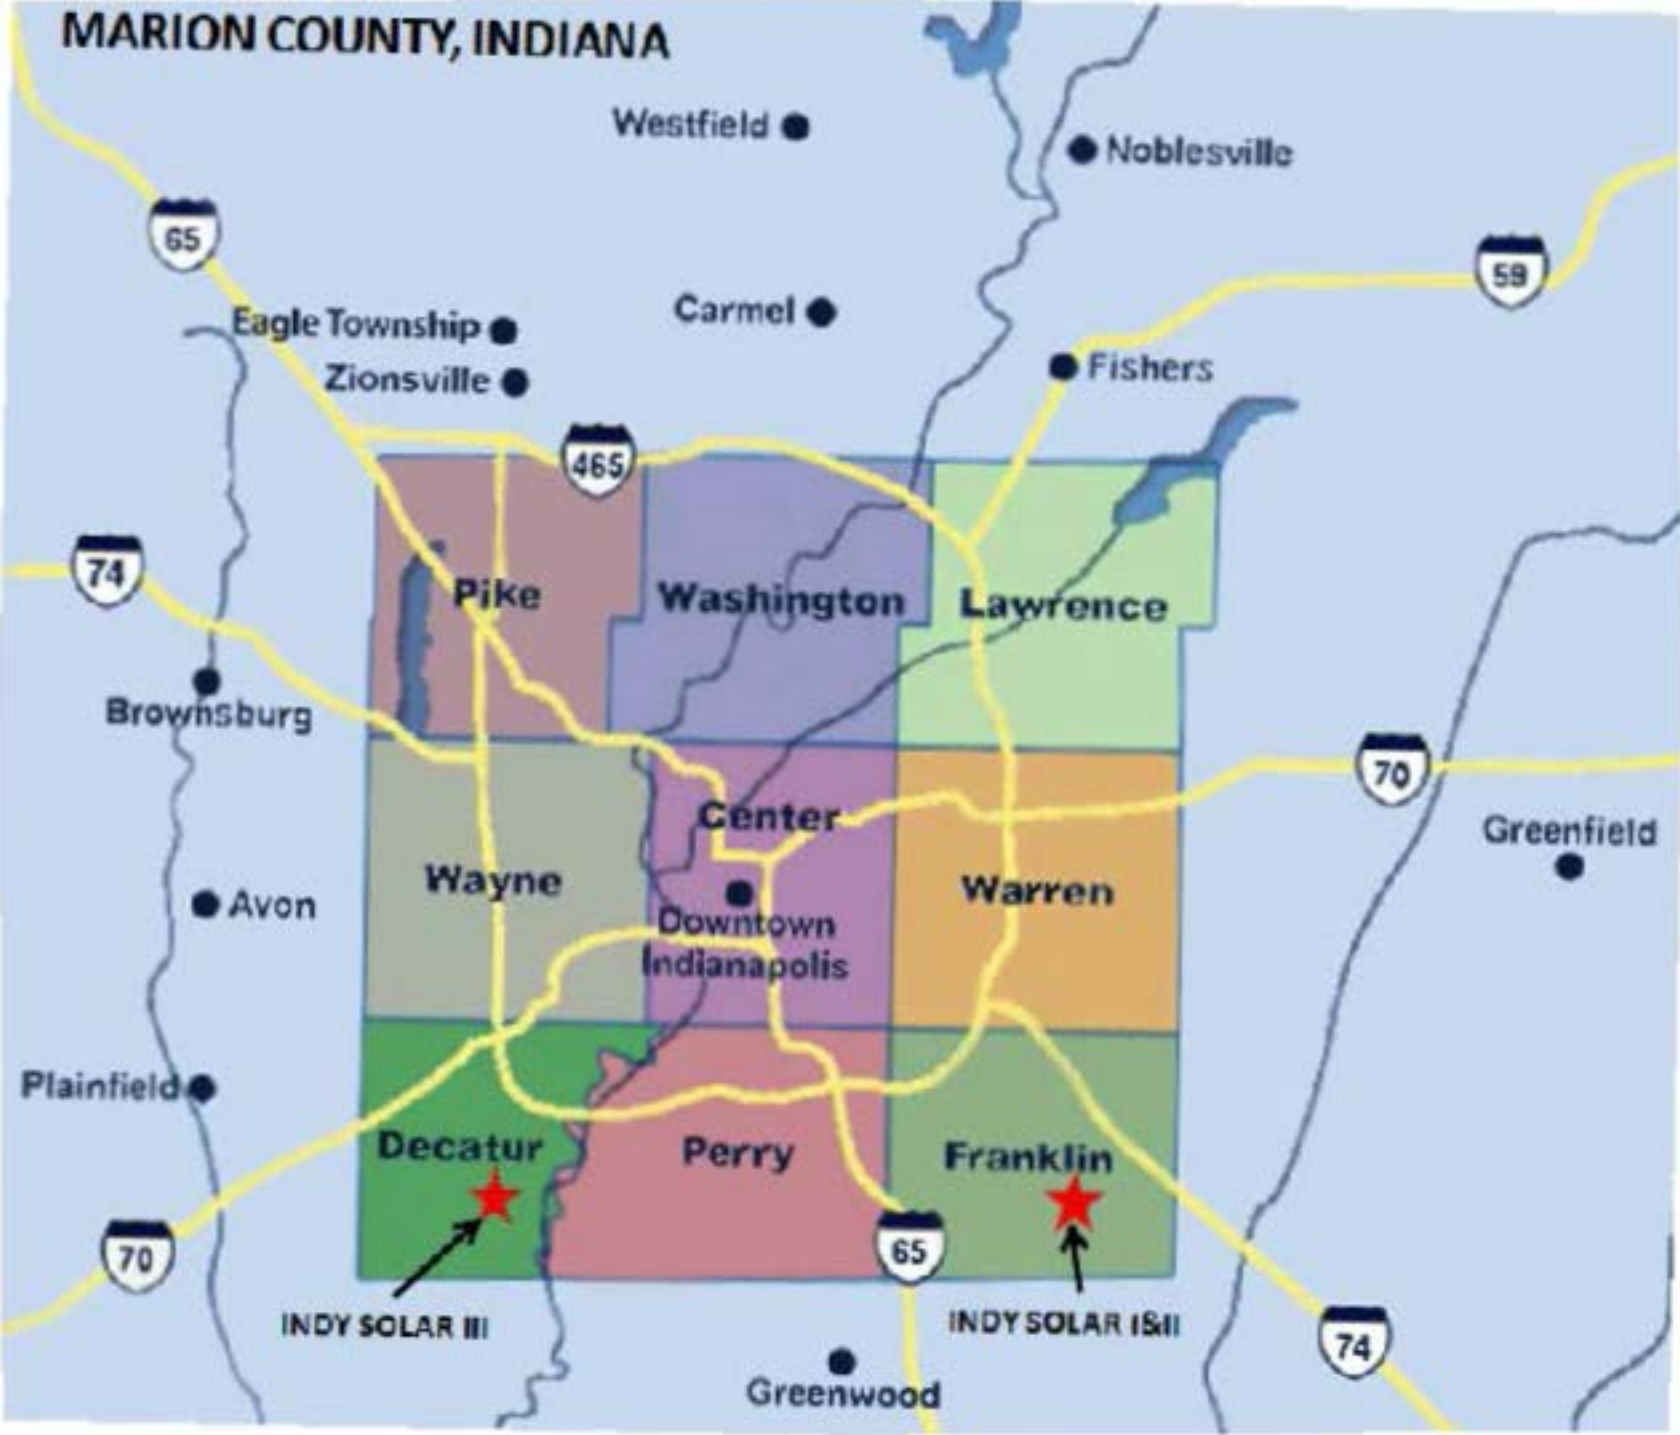 MARION COUNTY, INDIANA
Westfield
Noblesville
65
59
Eagle Township
Carmel
Zionsville
Fishers
465
74
Pike
Washington
Lawrence
Brownsburg
70
Center
Greenfield
Wayne
Warren
Avon
Downtown
Indianapolis
Plainfield
Decatur
Perry
Franklin
70
65
INDY SOLAR III
INDY SOLAR I&II
74
Greenwood